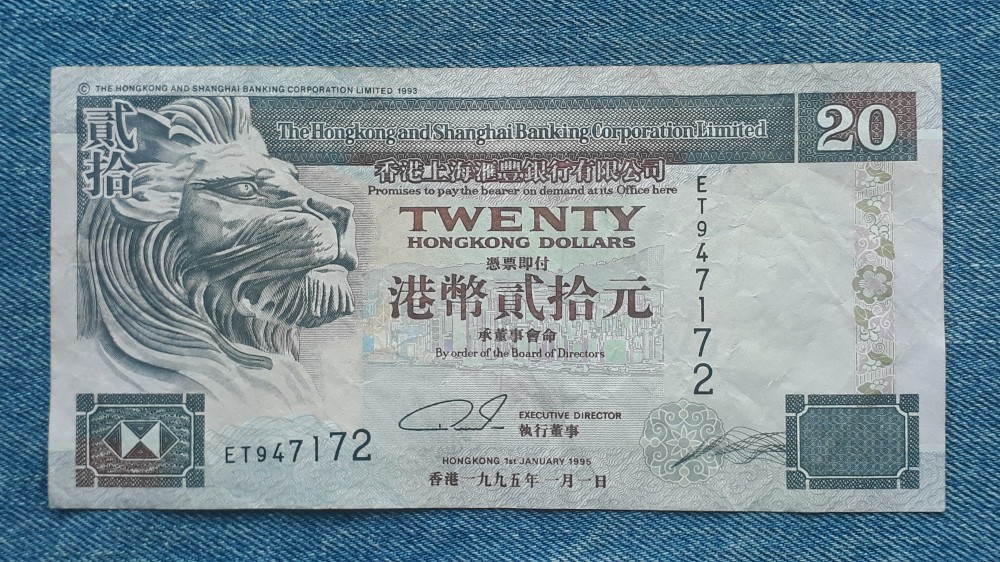 © THE HONGKONG AND SHANGHAI BANKING CORPORATION LIMITED 1993
貳拾
The Hongkong and Shanghai Banking Corporation Limited
20
香港上海滙豐銀行有限公司
Promises to pay the bearer on demand at its Office here
ET947172
TWENTY
HONGKONG DOLLARS
憑票即付
港幣貳拾元
承董事會命
By order of the Board of Directors
EXECUTIVE DIRECTOR
執行董事
ET947172
HONGKONG 1st JANUARY 1995
香港一九九五年一月一日